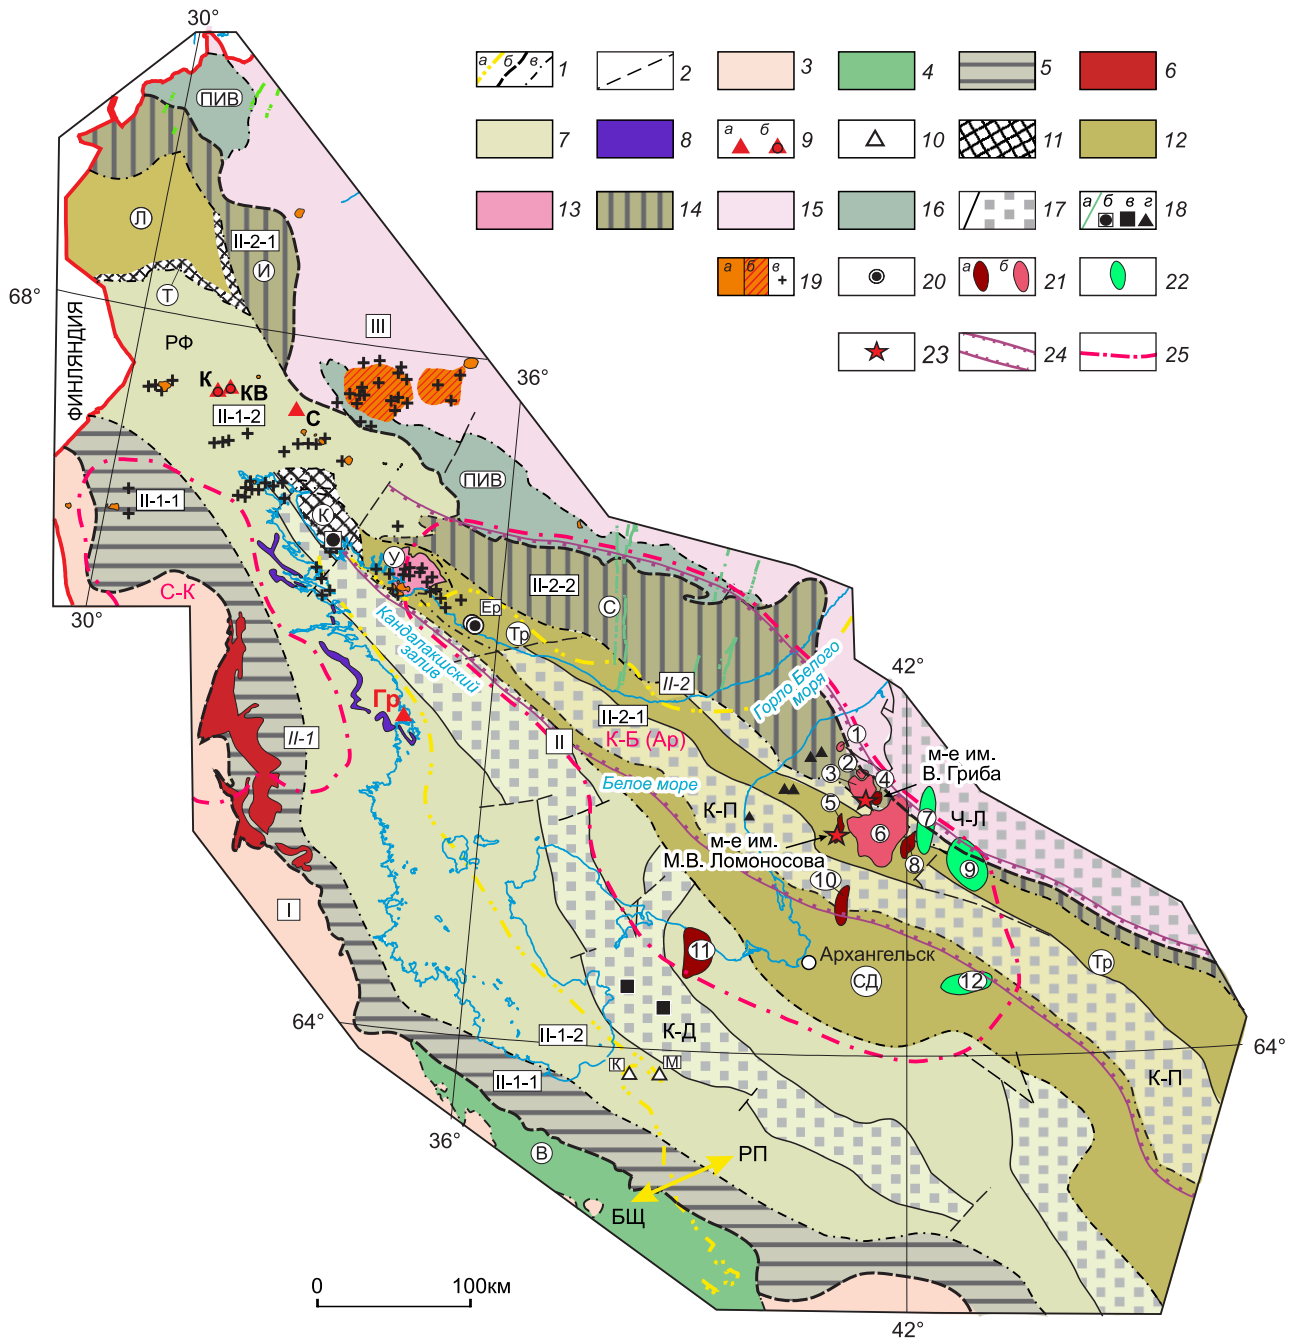 30°
а б в 1
2
3
4
5
6
7
8
а б 9
10
11
12
13
14
15
16
17
а б в г 18
а б в 19
20
а б 21
22
23
24
25
ПИВ
Л
II-2-1
И
68°
Т
ФИНЛЯНДИЯ
РФ
III
36°
К
КВ
II-1-2
С
ПИВ
II-1-1
К
У
II-2-2
С-К
30°
Ер
С
Тр
Кандалакшский
залив
II-2
42°
Горло Белого
моря
Гр
II-2-1
II-1
II
К-Б (Ар)
1
м-е им.
В. Гриба
2
3
4
Белое море
5
К-П
7
Ч-Л
6
м-е им.
М.В. Ломоносова
8
9
10
I
11
Архангельск
Тр
СД
12
К-Д
64°
II-1-2
64°
К
М
II-1-1
К-П
36°
В
РП
БЩ
0
100км
42°